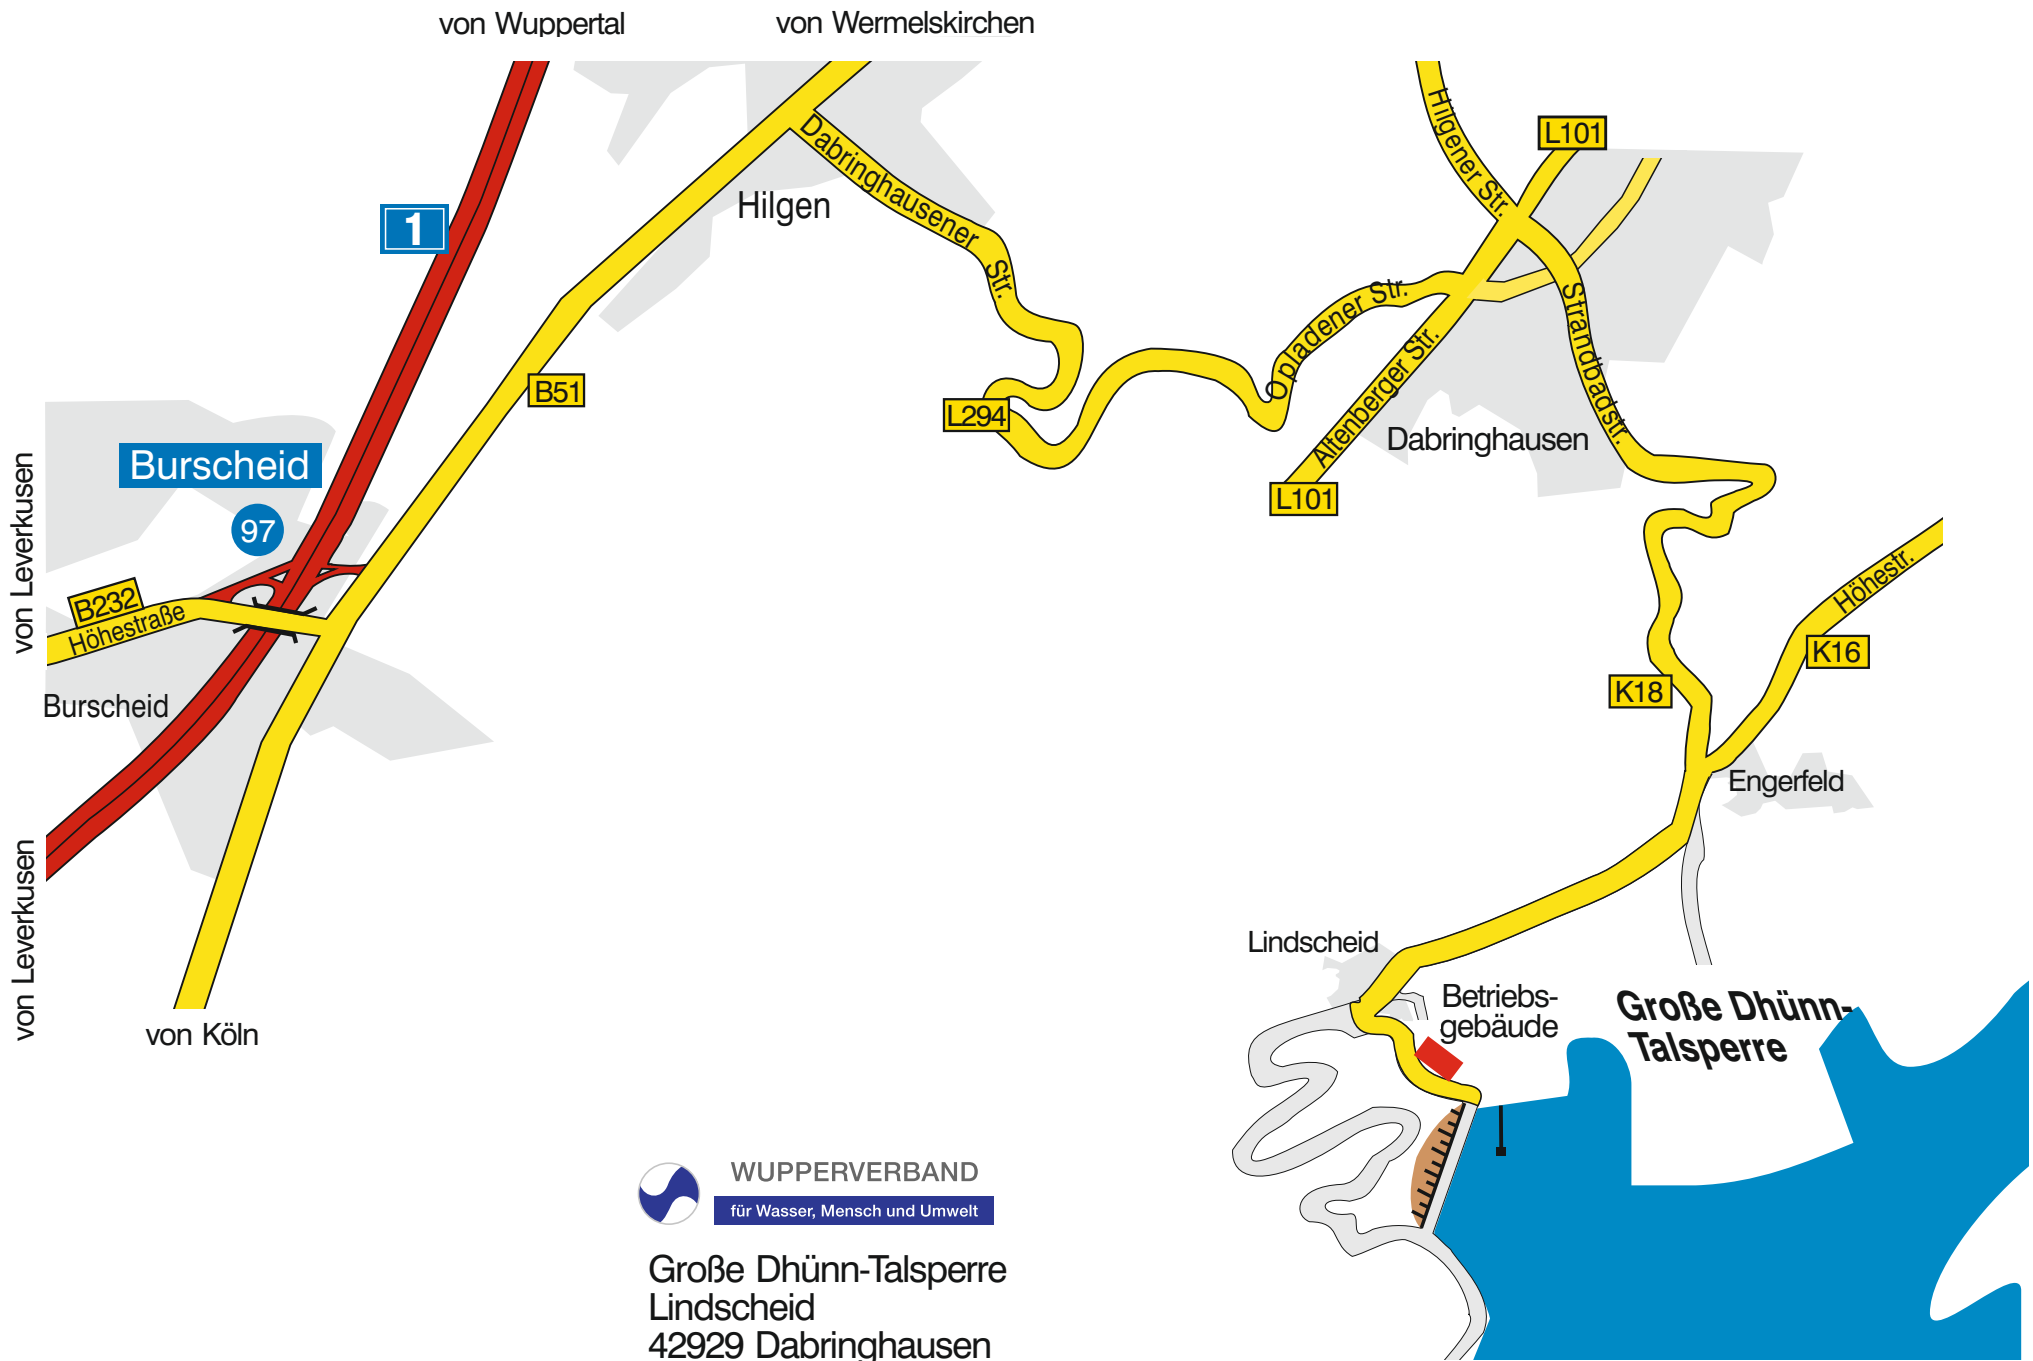 von Wuppertal
von Wermelskirchen
Hilgener Str.
L101
Dabringhausener Str.
Hilgen
1
Opladener Str.
Strandbadstr.
Altenberger Str.
B51
L294
Dabringhausen
Burscheid
97
L101
von Leverkusen
B232
Höhestraße
Höhestr.
K16
K18
Burscheid
Engerfeld
von Leverkusen
Lindscheid
Betriebs-
gebäude
Große Dhünn-
Talsperre
von Köln
WUPPERVERBAND
für Wasser, Mensch und Umwelt
Große Dhünn-Talsperre
Lindscheid
42929 Dabringhausen